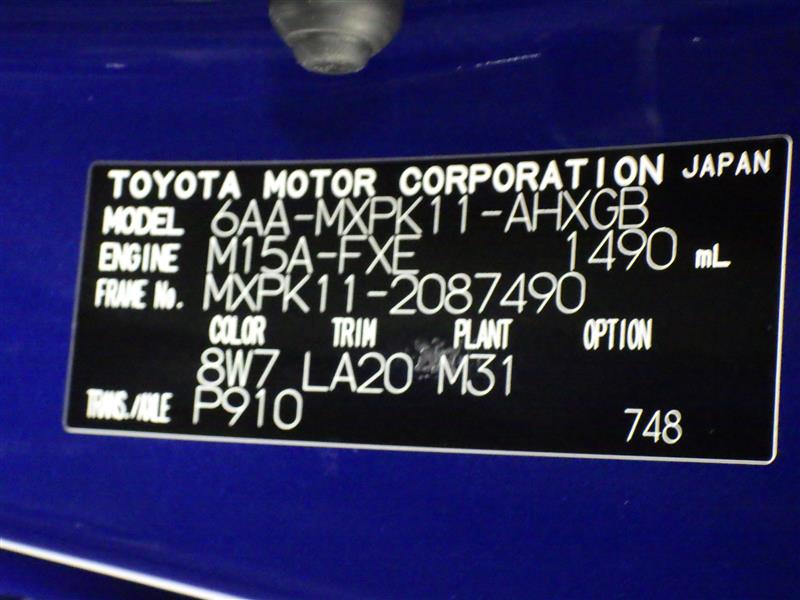 TOYOTA MOTOR CORPORATION JAPAN
MODEL 6AA-MXPK11-AHXGB
ENGINE M15A-FXE 1490 mL
FRAME No. MXPK11-2087490
COLOR TRIM PLANT OPTION
8W7 LA20 M31
TRANS./AXLE P910 748